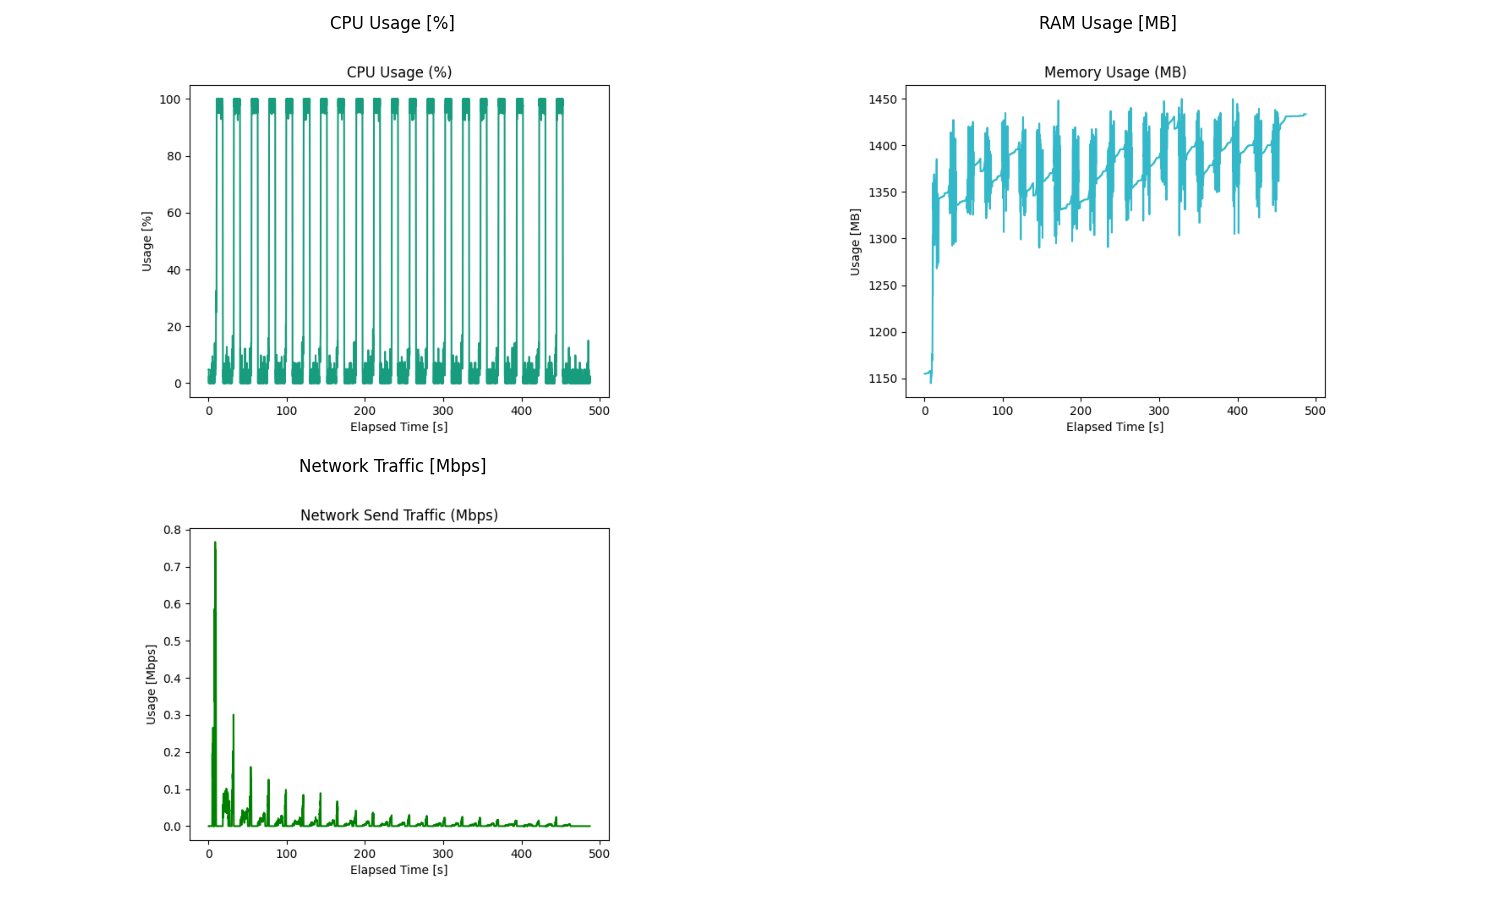 CPU Usage [%]
RAM Usage [MB]
CPU Usage (%)
100
80
60
40
20
0
Usage [%]
0 100 200 300 400 500
Elapsed Time [s]
Memory Usage (MB)
1450
1400
1350
1300
1250
1200
1150
Usage [MB]
0 100 200 300 400 500
Elapsed Time [s]
Network Traffic [Mbps]
Network Send Traffic (Mbps)
0.8
0.7
0.6
0.5
0.4
0.3
0.2
0.1
0.0
Usage [Mbps]
0 100 200 300 400 500
Elapsed Time [s]